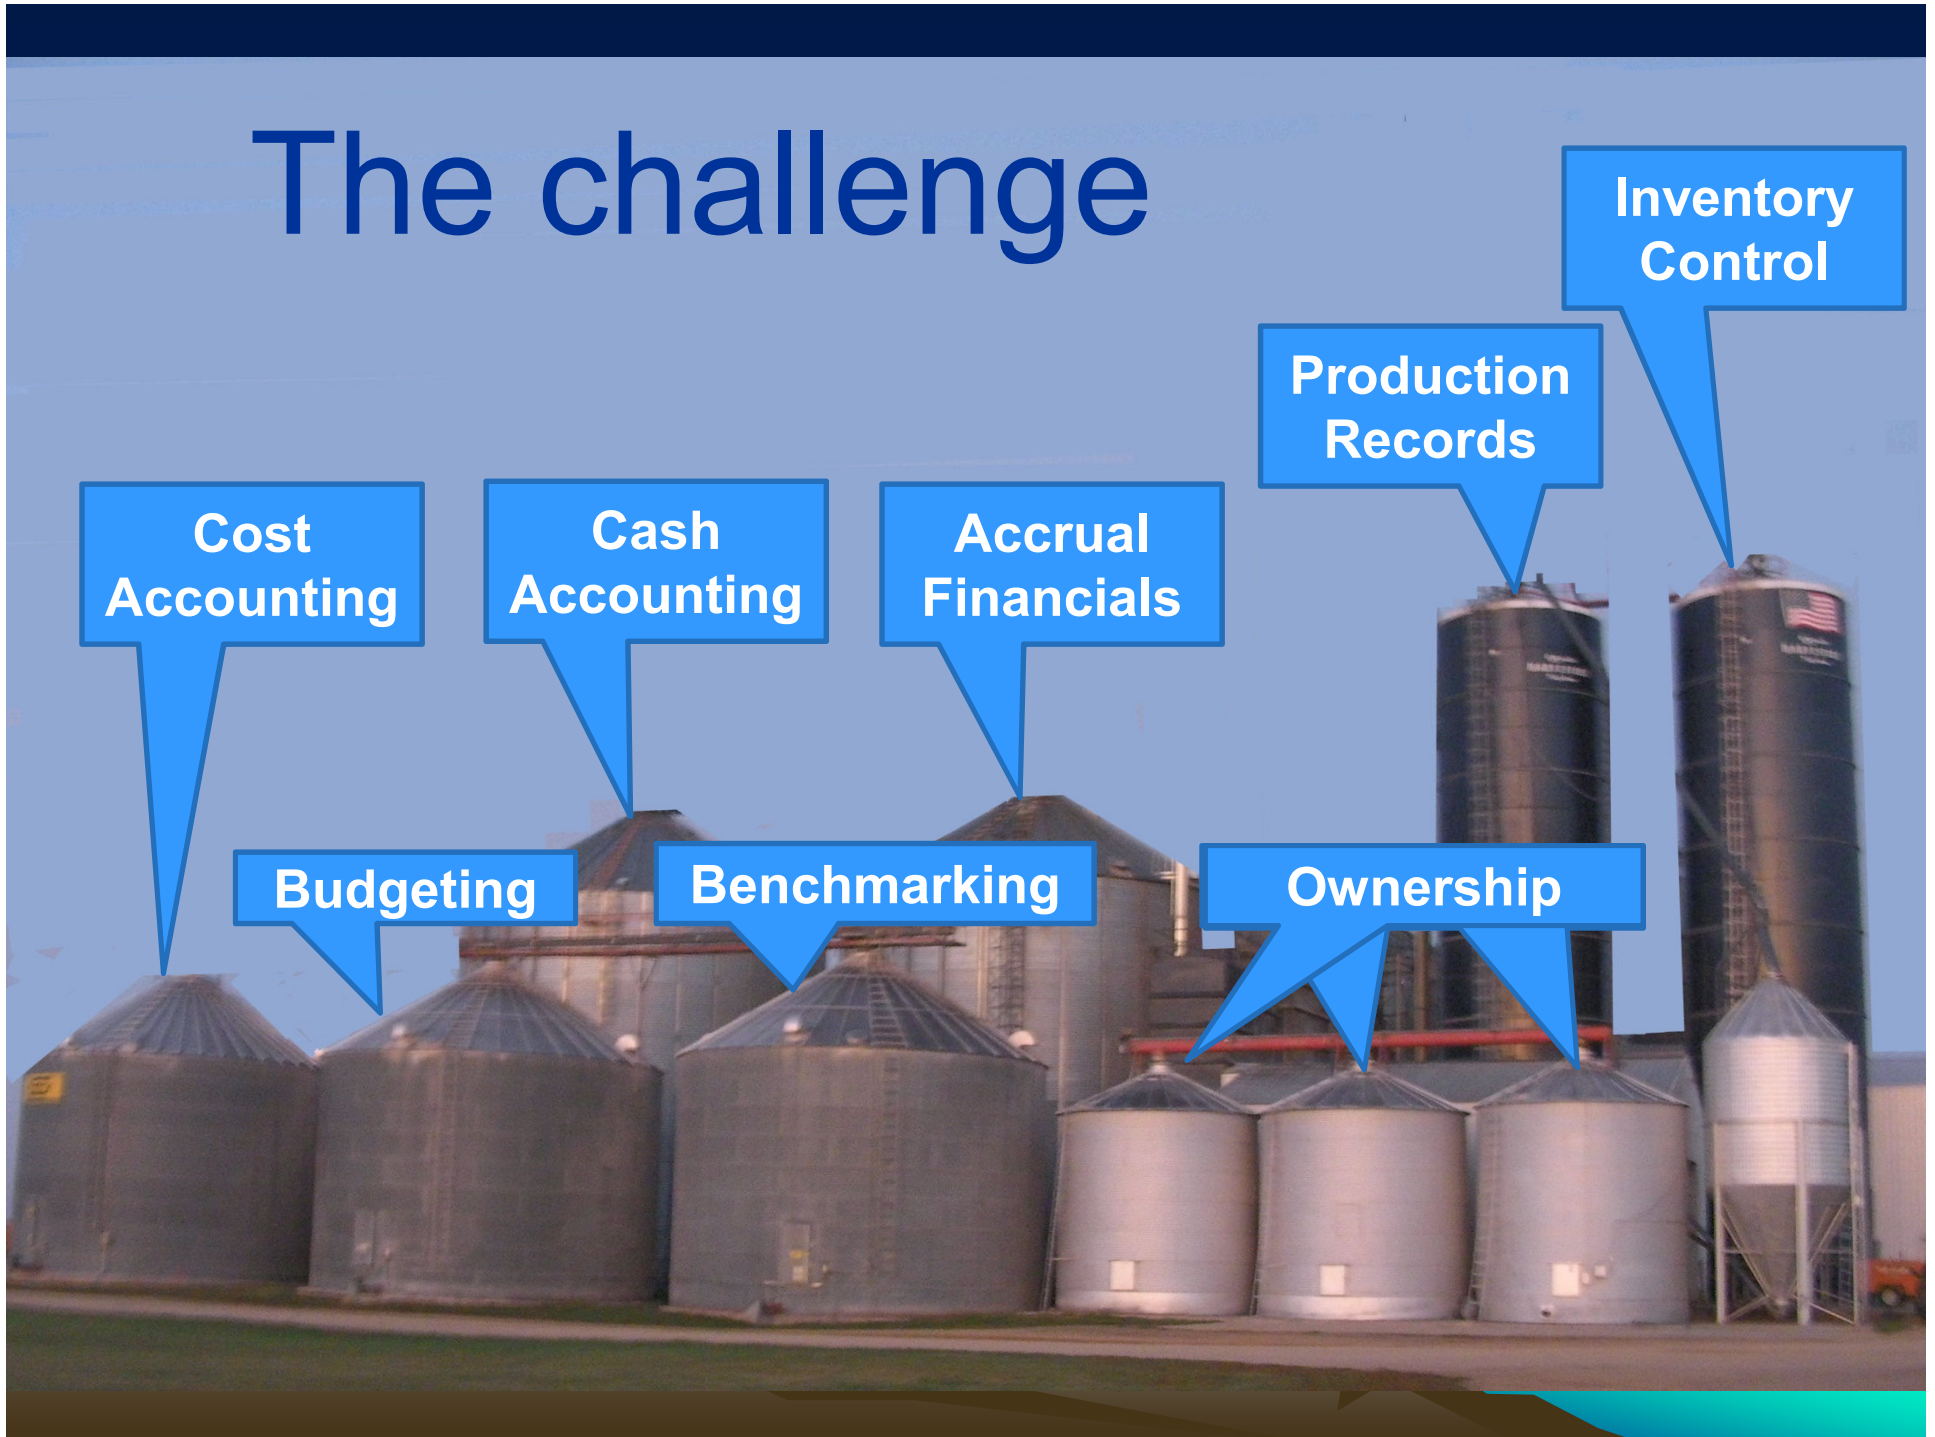 The challenge
Inventory
Control
Production
Records
Cost
Accounting
Cash
Accounting
Accrual
Financials
Budgeting
Benchmarking
Ownership